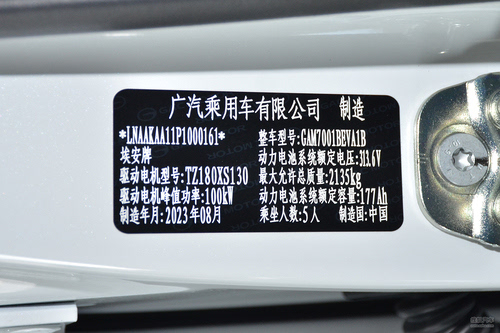 广汽乘用车有限公司 制造
*LNAAKAA11P1000161* 整车型号:GAM7001BEVA1B
埃安牌 动力电池系统额定电压:313.6V
驱动电机型号:TZ180XS130 最大允许总质量:2135kg
驱动电机峰值功率:100kW 动力电池系统额定容量:177Ah
制造年月:2023年08月 乘坐人数:5人 制造国:中国